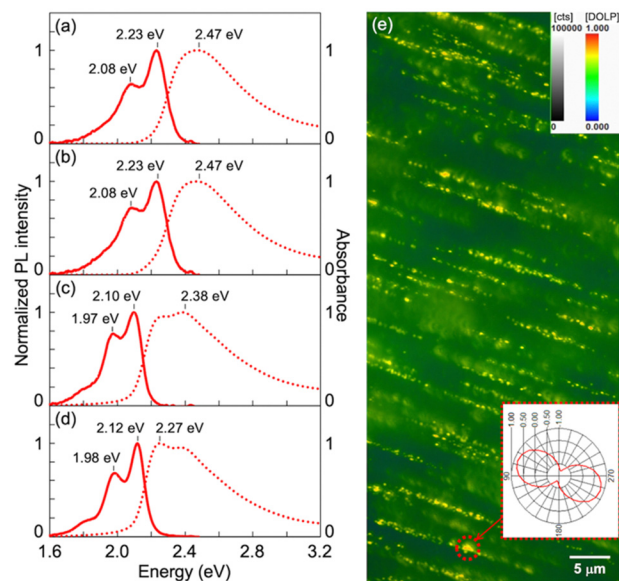 (a)
2.23 eV
2.47 eV
2.08 eV
1
1
0
0
(b)
2.23 eV
2.47 eV
2.08 eV
1
1
0
0
(c)
2.10 eV
2.38 eV
1.97 eV
1
1
0
0
(d)
2.12 eV
2.27 eV
1.98 eV
1
1
0
0
Normalized PL intensity
Absorbance
1.6 2.0 2.4 2.8 3.2
Energy (eV)
(e)
[cts] [DOLP]
100000 1.000
0 0.000
-1.00
-0.50
-0.00
-0.50
-1.00
90
270
-180
5 μm